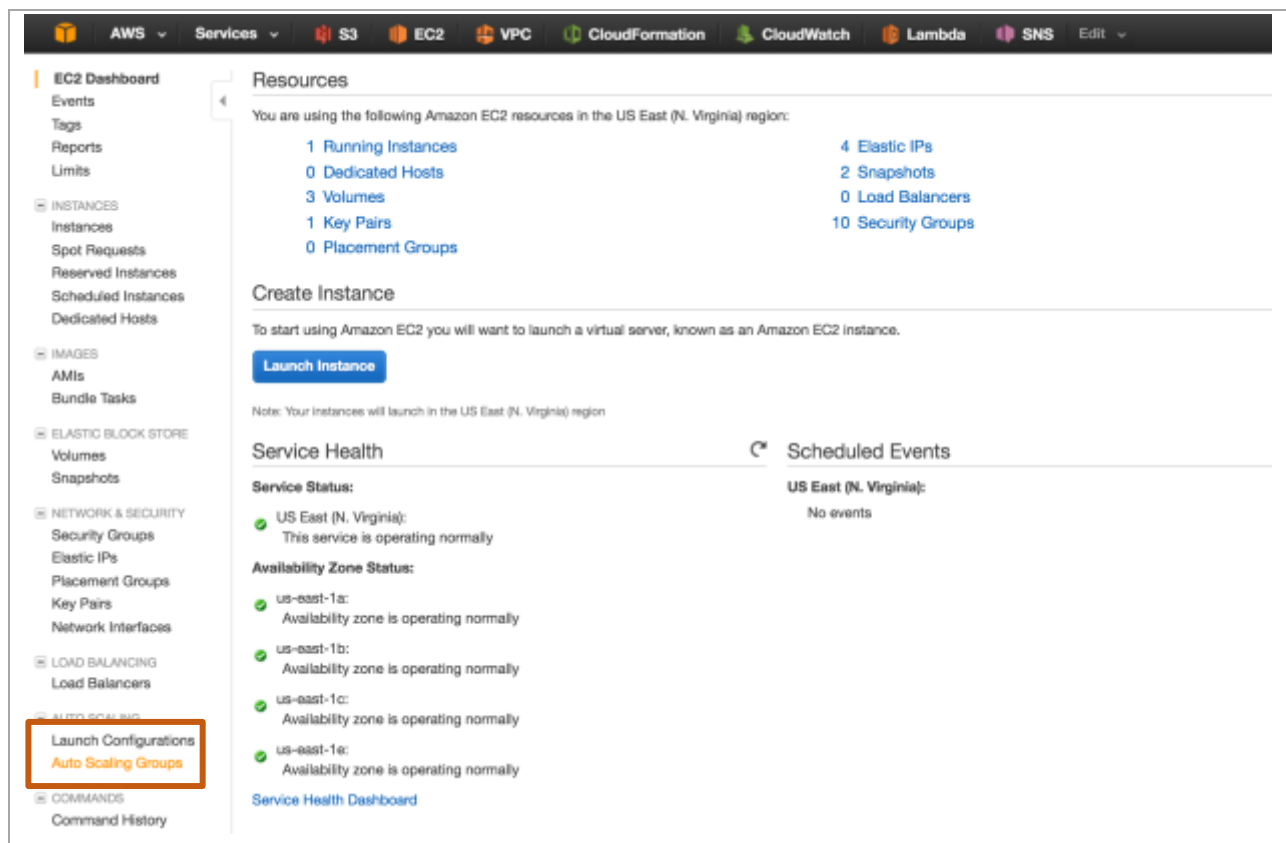 AWS Services S3 EC2 VPC CloudFormation CloudWatch Lambda SNS Edit
EC2 Dashboard
Events
Tags
Reports
Limits
INSTANCES
Instances
Spot Requests
Reserved Instances
Scheduled Instances
Dedicated Hosts
IMAGES
AMIs
Bundle Tasks
ELASTIC BLOCK STORE
Volumes
Snapshots
NETWORK & SECURITY
Security Groups
Elastic IPs
Placement Groups
Key Pairs
Network Interfaces
LOAD BALANCING
Load Balancers
AUTO SCALING
Launch Configurations
Auto Scaling Groups
COMMANDS
Command History
Resources
You are using the following Amazon EC2 resources in the US East (N. Virginia) region:
1 Running Instances
0 Dedicated Hosts
3 Volumes
1 Key Pairs
0 Placement Groups
4 Elastic IPs
2 Snapshots
0 Load Balancers
10 Security Groups
Create Instance
To start using Amazon EC2 you will want to launch a virtual server, known as an Amazon EC2 instance.
Launch Instance
Note: Your instances will launch in the US East (N. Virginia) region
Service Health
Service Status:
US East (N. Virginia):
This service is operating normally
Availability Zone Status:
us-east-1a:
Availability zone is operating normally
us-east-1b:
Availability zone is operating normally
us-east-1c:
Availability zone is operating normally
us-east-1e:
Availability zone is operating normally
Service Health Dashboard
Scheduled Events
US East (N. Virginia):
No events